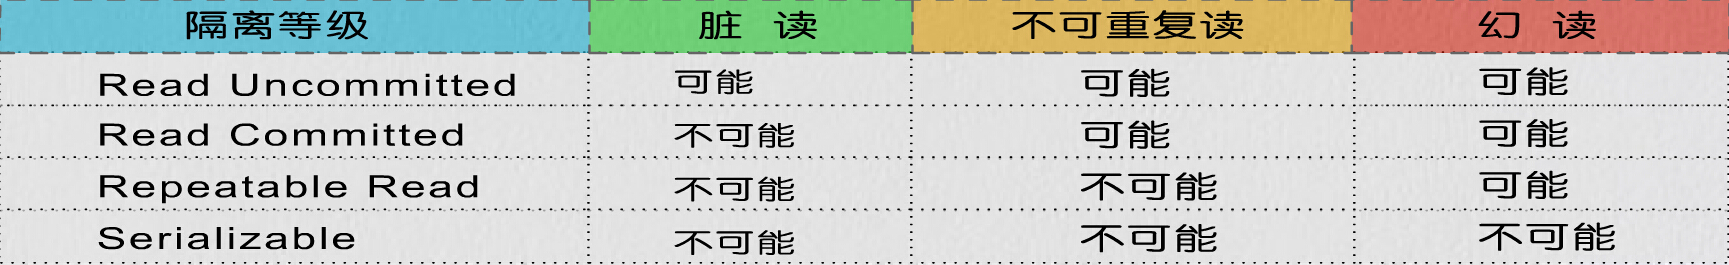 隔离等级 脏 读 不可重复读 幻 读
Read Uncommitted 可能 可能 可能
Read Committed 不可能 可能 可能
Repeatable Read 不可能 不可能 可能
Serializable 不可能 不可能 不可能